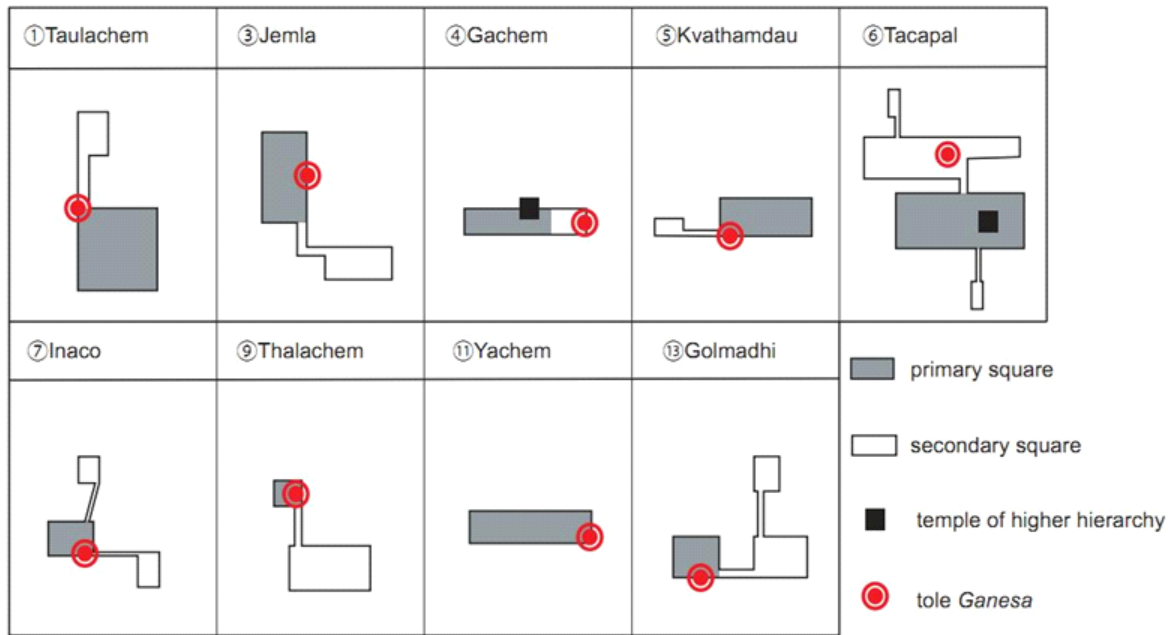 ①Taulachem
③Jemla
④Gachem
⑤Kvathamdau
⑥Tacapal
⑦Inaco
⑨Thalachem
⑪Yachem
⑬Golmadhi
primary square
secondary square
temple of higher hierarchy
tole Ganesa